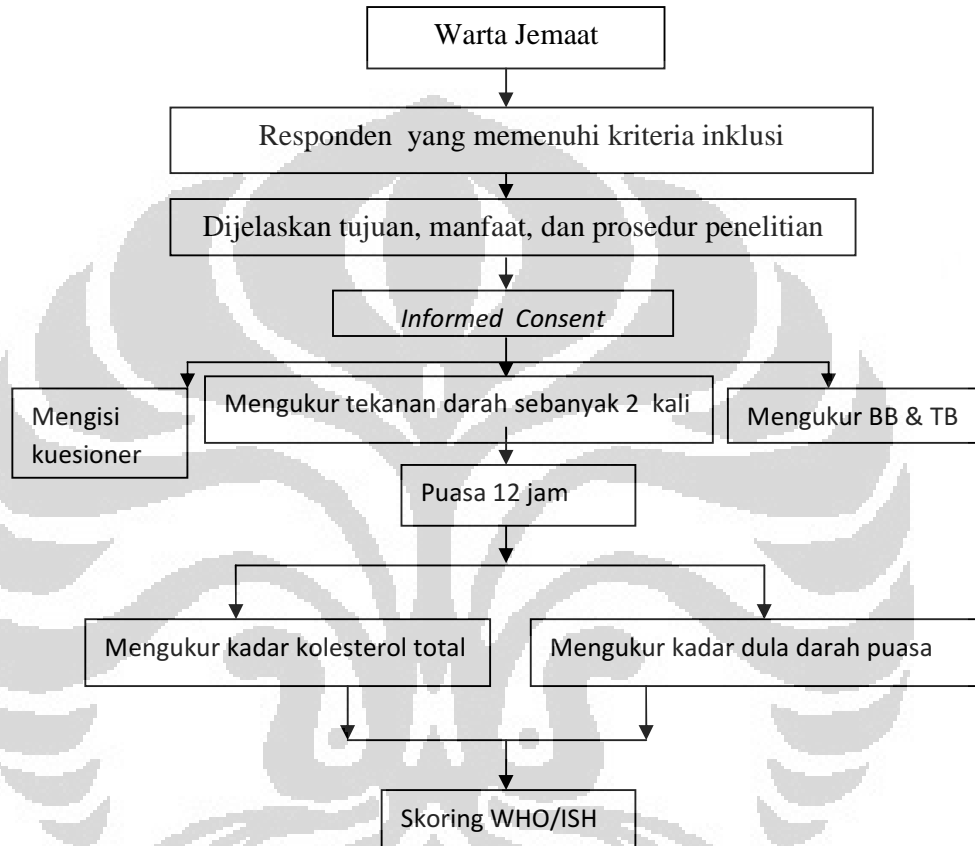 Warta Jemaat
Responden yang memenuhi kriteria inklusi
Dijelaskan tujuan, manfaat, dan prosedur penelitian
Informed Consent
Mengisi
kuesioner
Mengukur tekanan darah sebanyak 2 kali
Mengukur BB & TB
Puasa 12 jam
Mengukur kadar kolesterol total
Mengukur kadar dula darah puasa
Skoring WHO/ISH